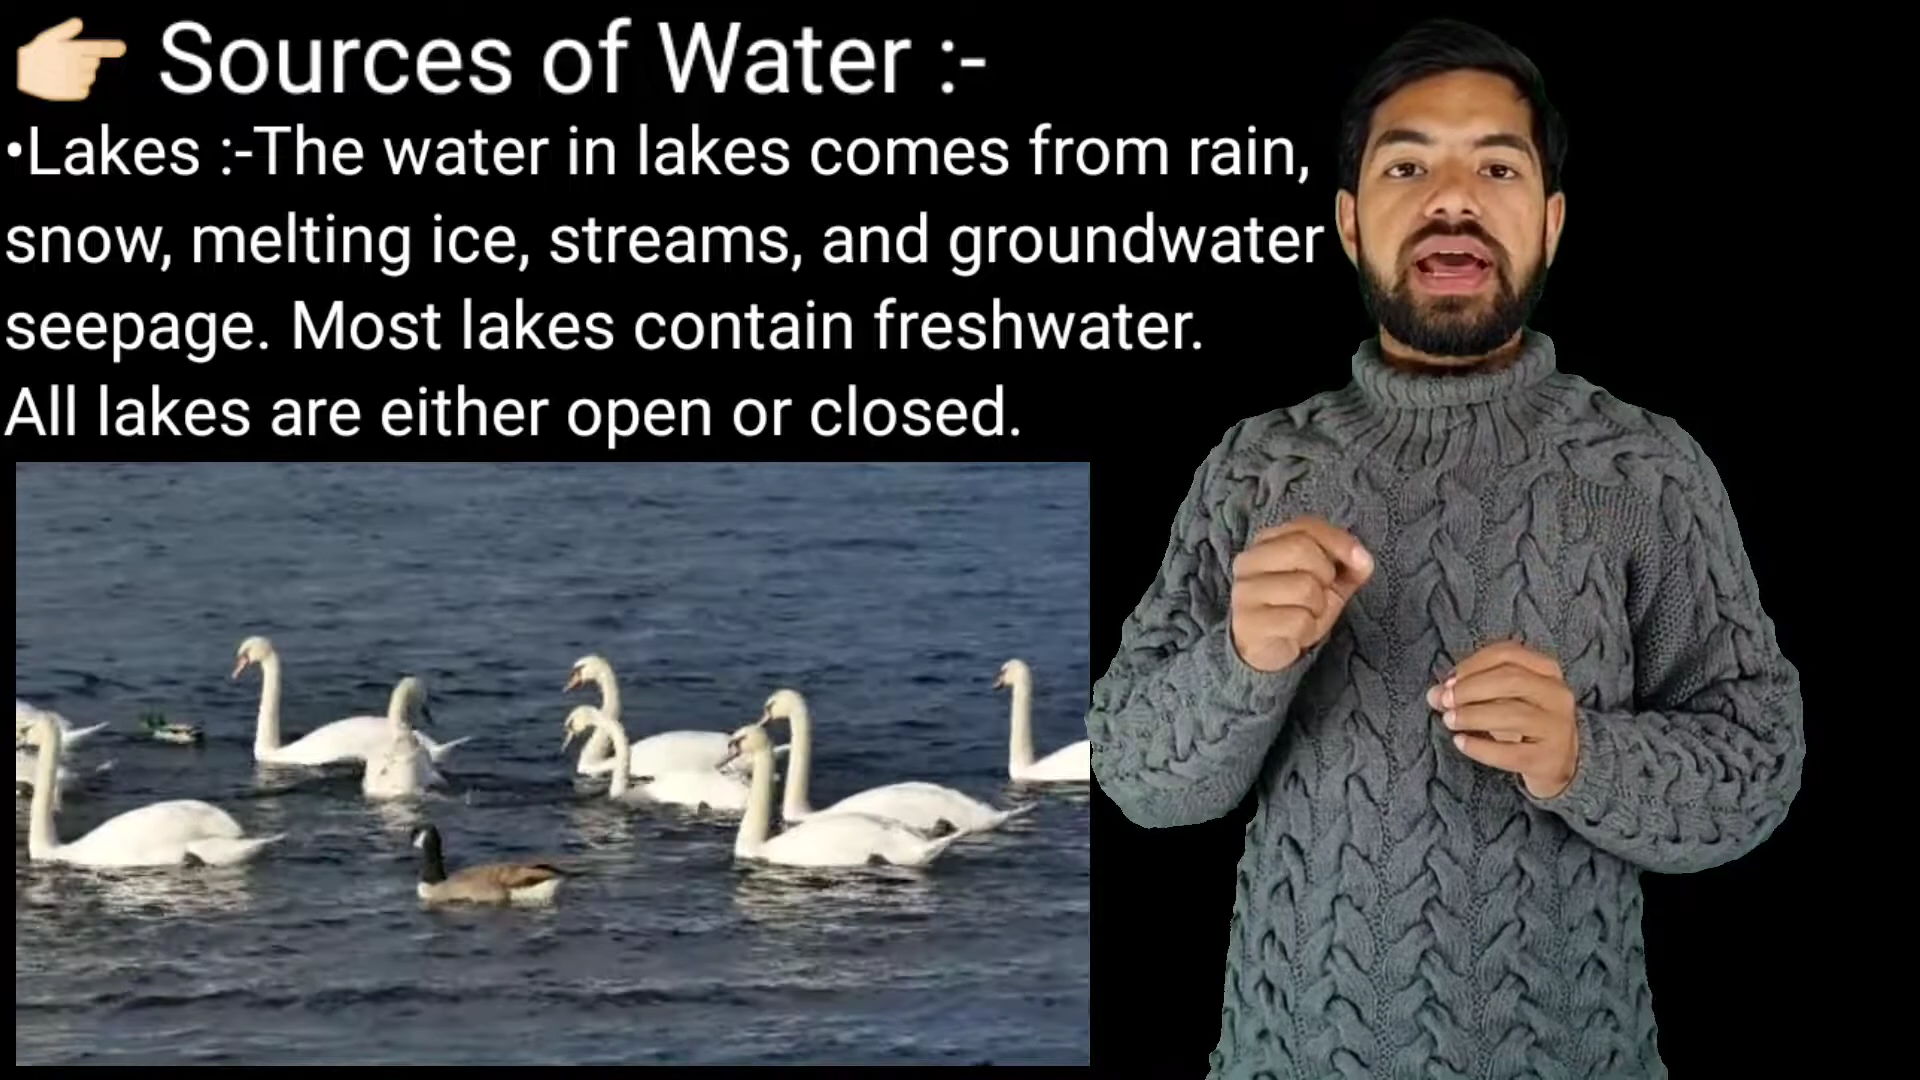 👉🏻 Sources of Water :-
•Lakes :-The water in lakes comes from rain,
snow, melting ice, streams, and groundwater
seepage. Most lakes contain freshwater.
All lakes are either open or closed.